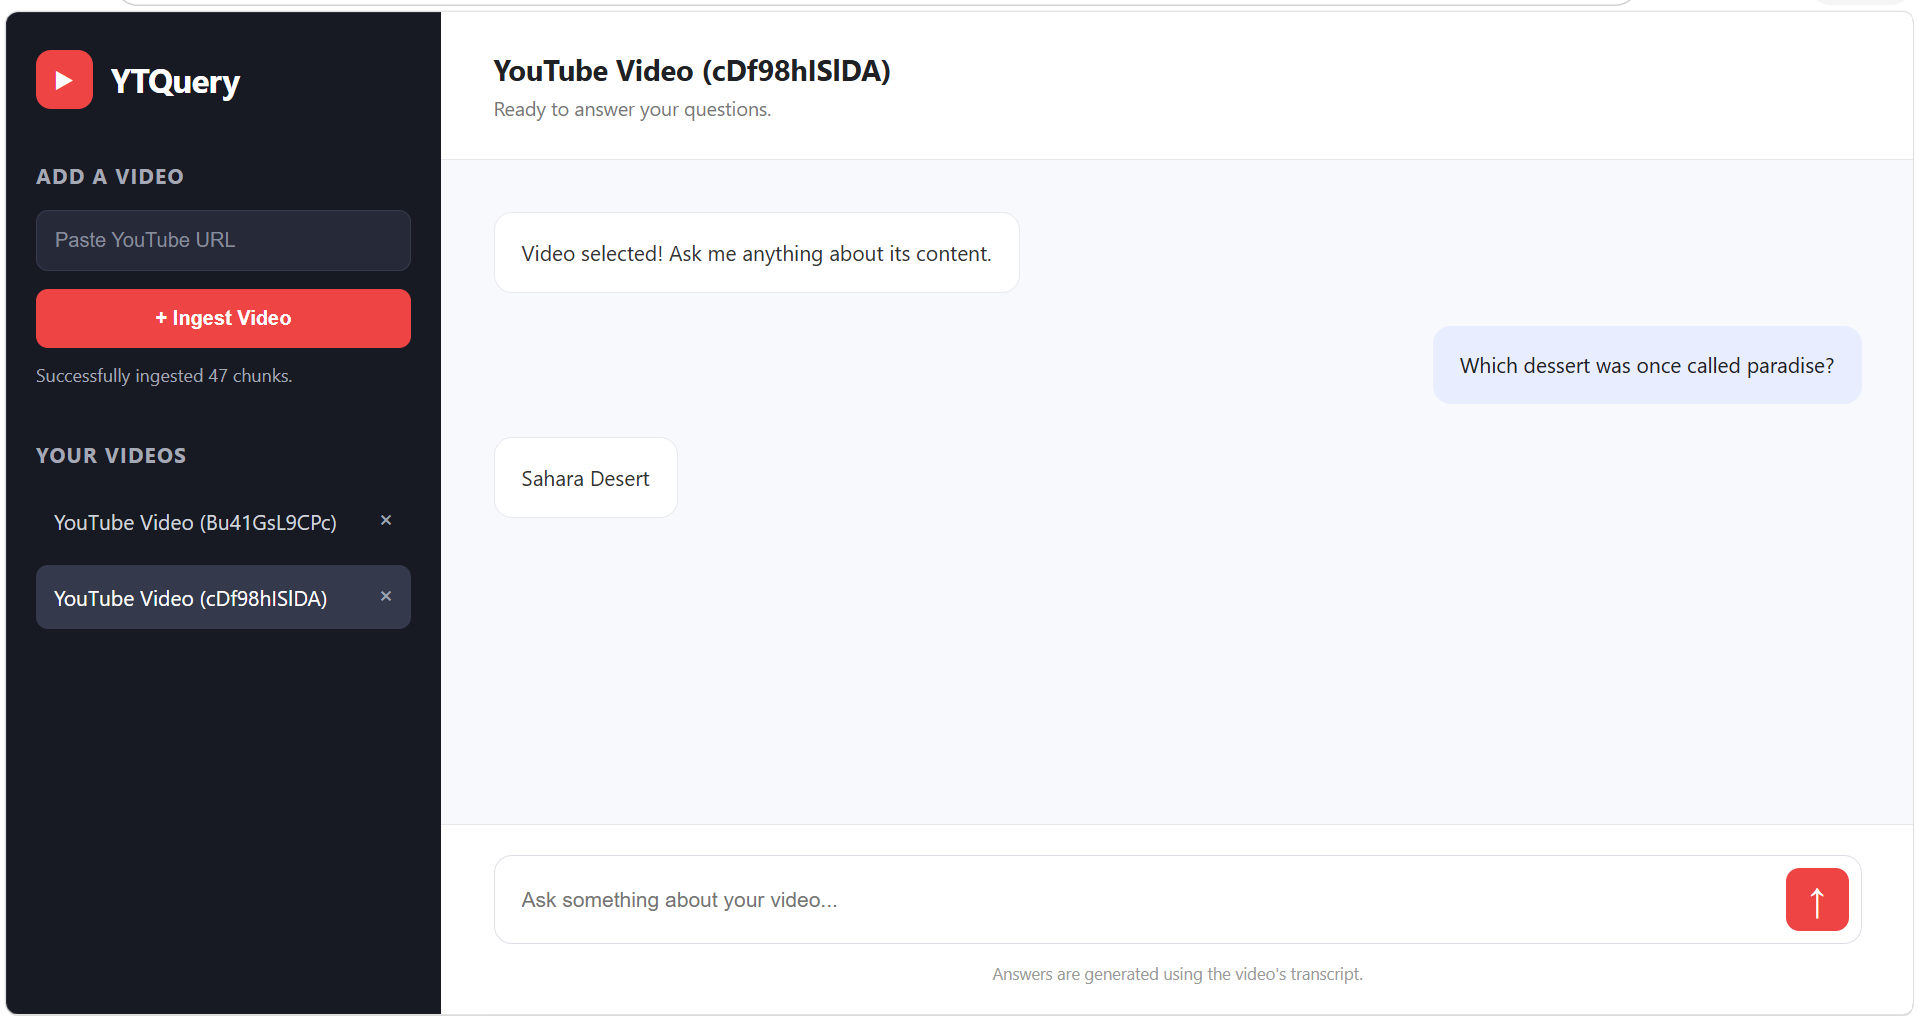 YTQuery
ADD A VIDEO
Paste YouTube URL
+ Ingest Video
Successfully ingested 47 chunks.
YOUR VIDEOS
YouTube Video (Bu41GsL9CPc)
YouTube Video (cDf98hISlDA)
YouTube Video (cDf98hISlDA)
Ready to answer your questions.
Video selected! Ask me anything about its content.
Which dessert was once called paradise?
Sahara Desert
Ask something about your video...
Answers are generated using the video's transcript.